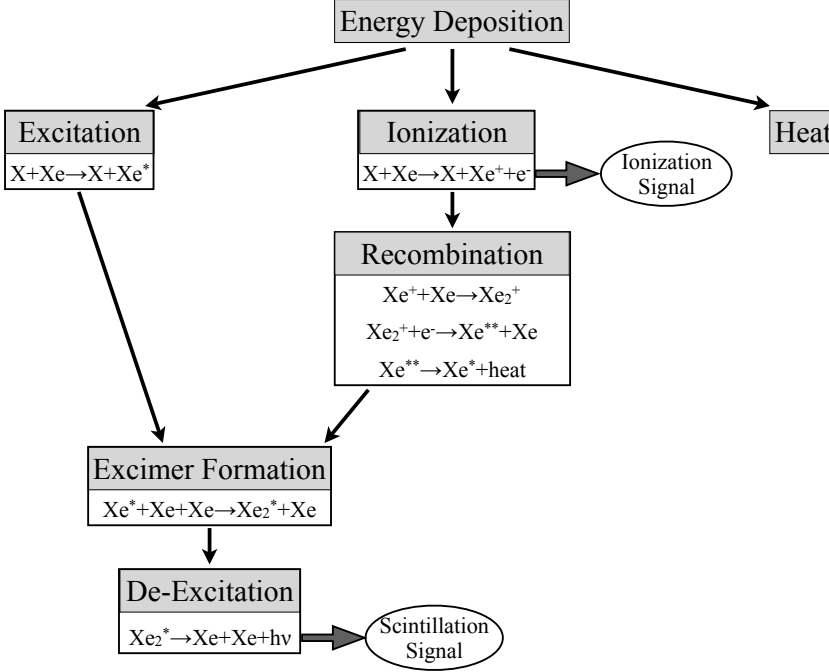 Energy Deposition
Excitation
X+Xe→X+Xe*
Ionization
X+Xe→X+Xe⁺+e⁻
Ionization
Signal
Heat
Recombination
Xe⁺+Xe→Xe₂⁺
Xe₂⁺+e⁻→Xe**+Xe
Xe**→Xe*+heat
Excimer Formation
Xe*+Xe+Xe→Xe₂*+Xe
De-Excitation
Xe₂*→Xe+Xe+hν
Scintillation
Signal